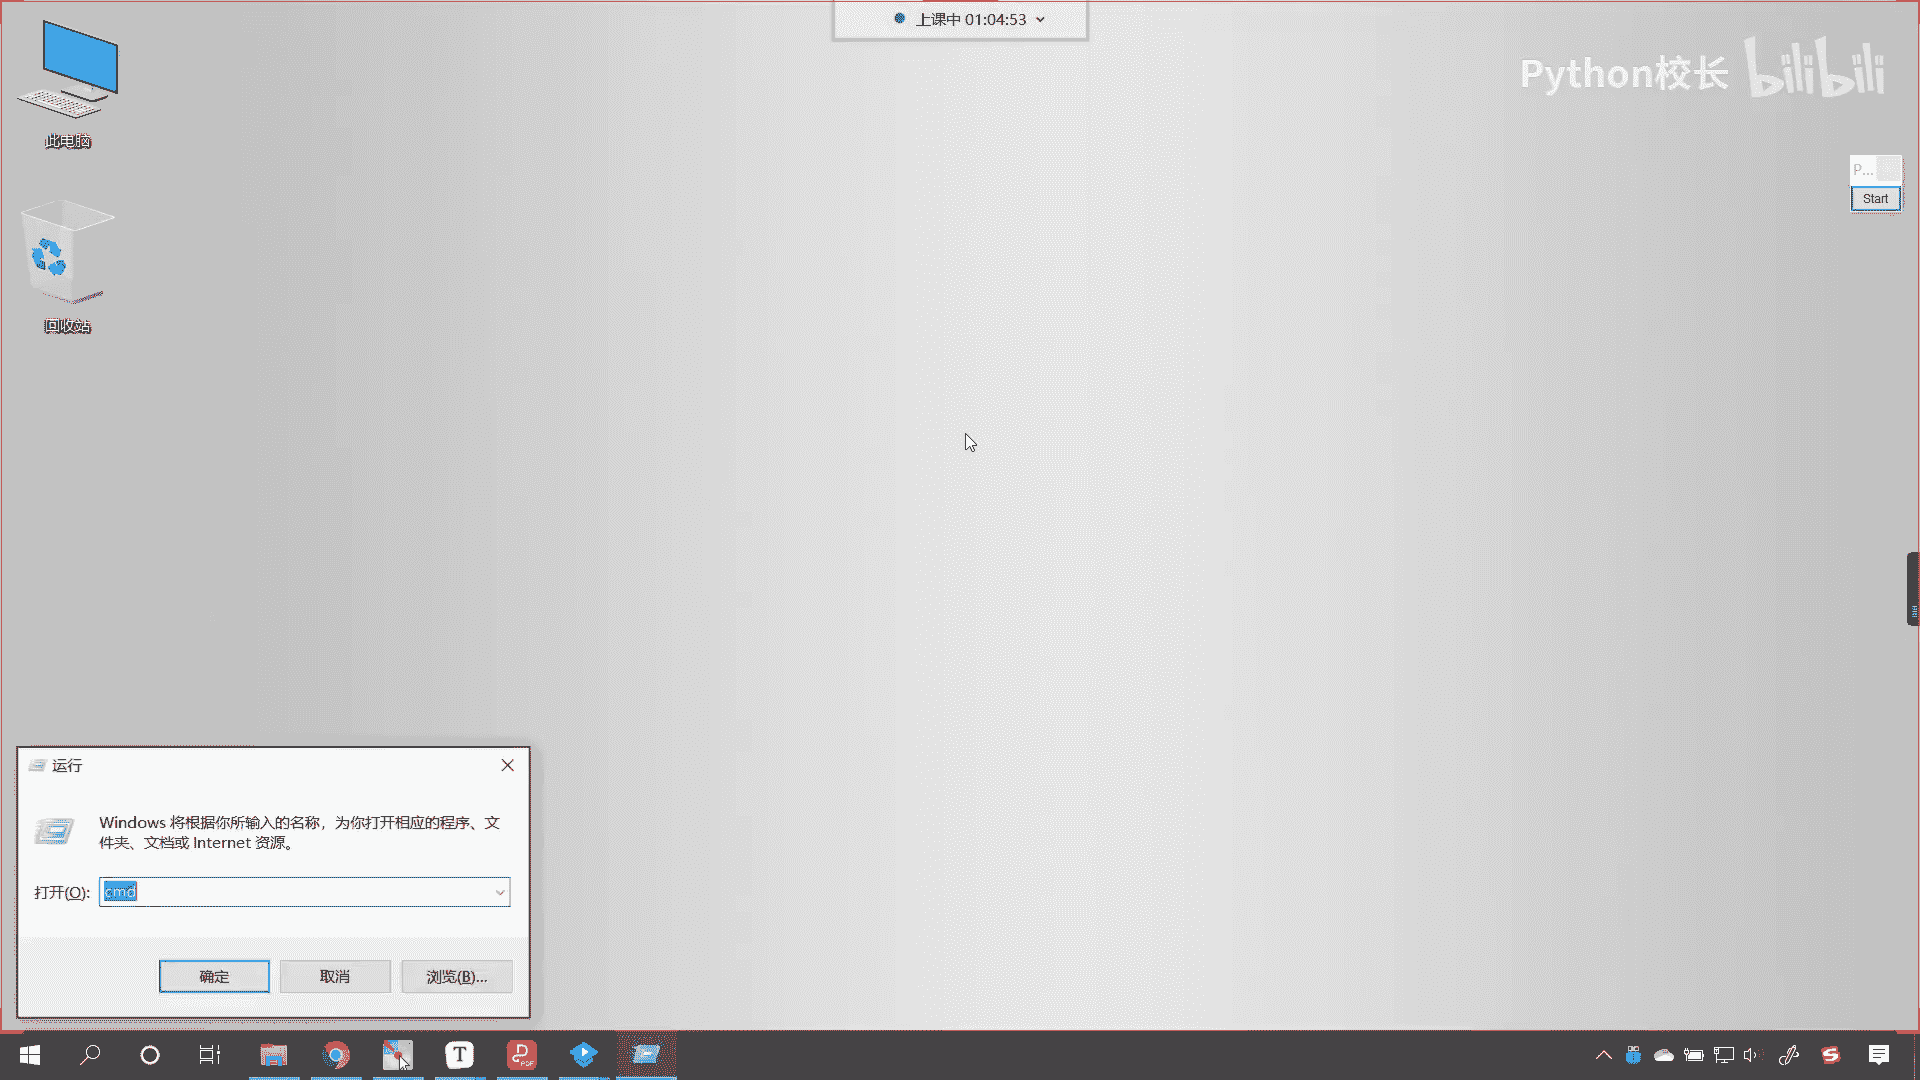 上课中 01:04:53
Python校长 bilibili
此电脑
P...
Start
回收站
运行
Windows 将根据你所输入的名称，为你打开相应的程序、文
件夹、文档或 Internet 资源。
打开(O):
cmd
确定
取消
浏览(B)...
T
PDF
S